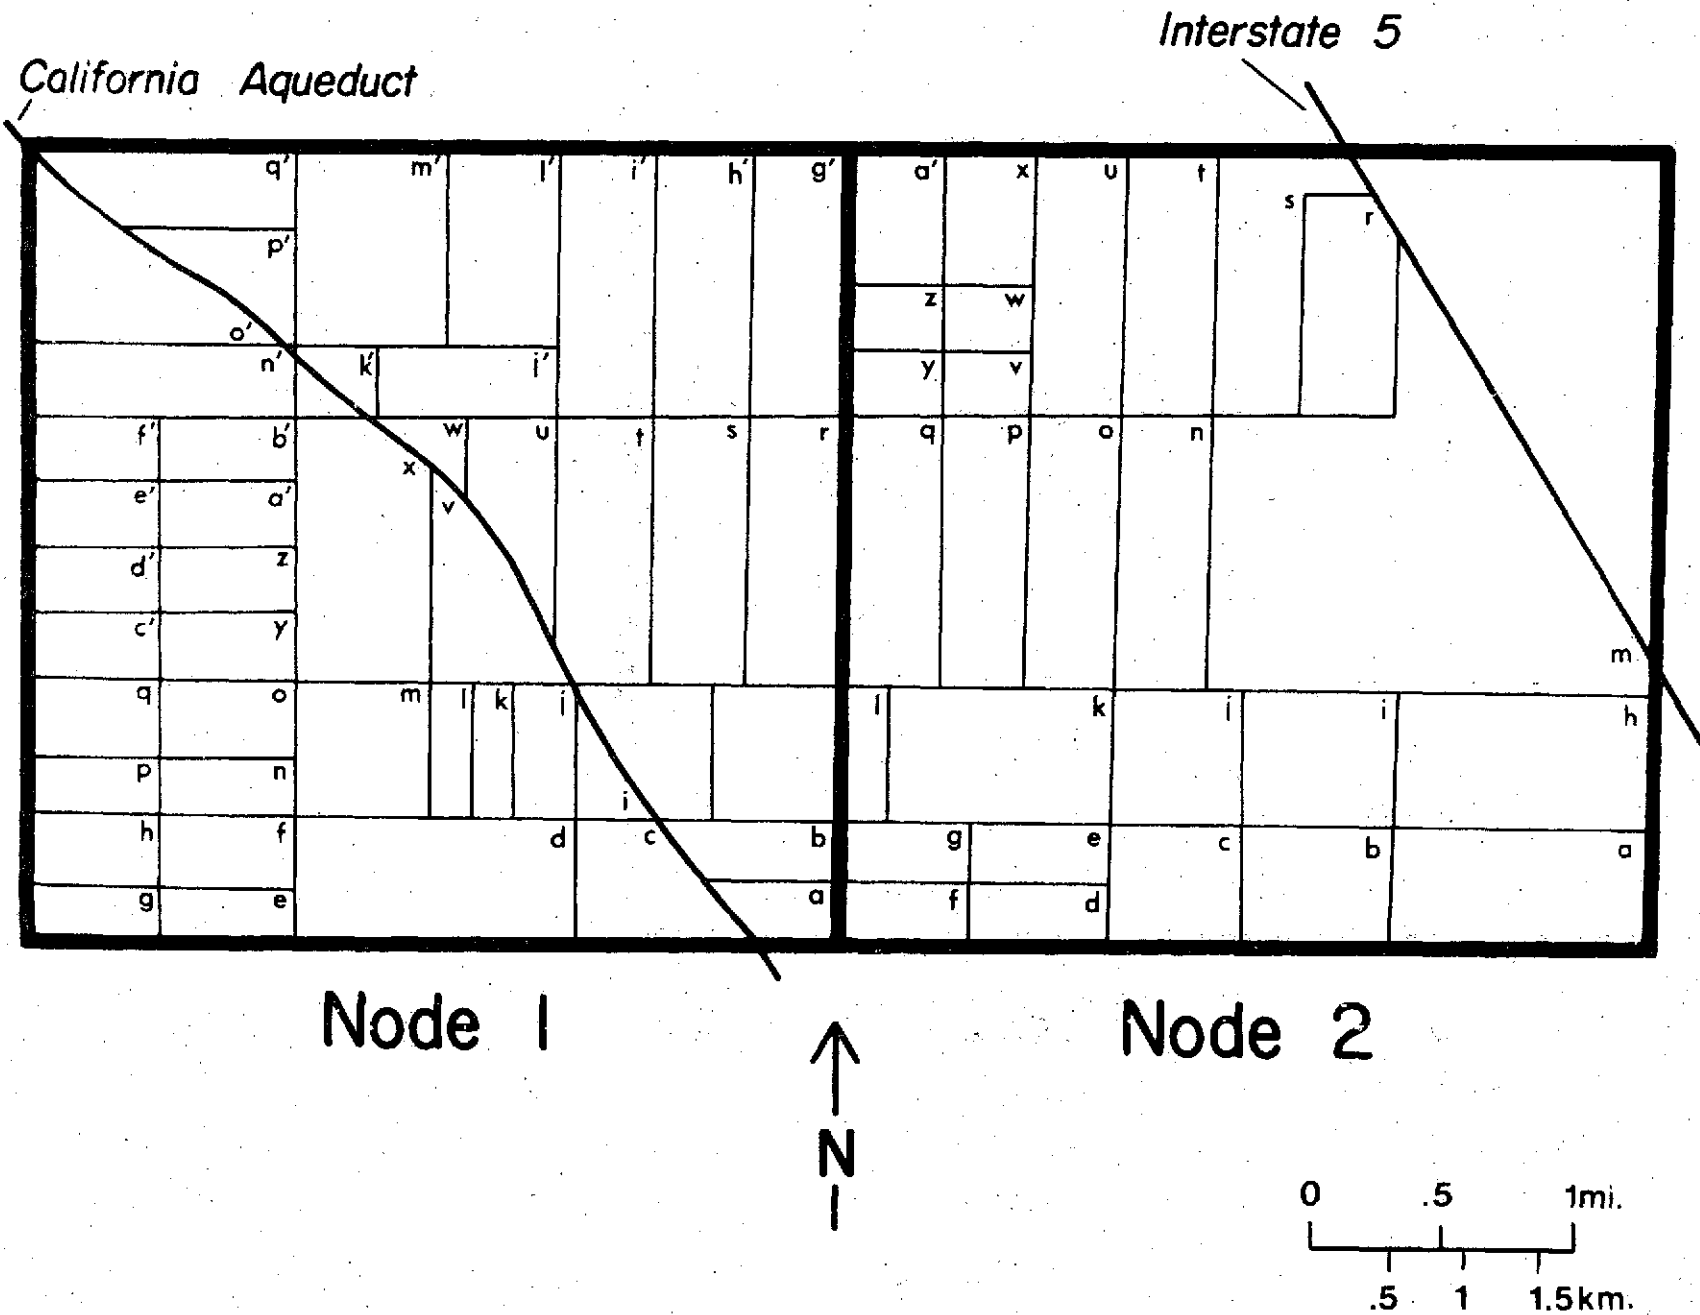 Interstate 5
California Aqueduct
q' m' l' i' h' g' a' x u t
s r
p'
z w
o'
n' k' j' y v
f' b' w u t s r q p o n
x
e' a' v
d' z
c' y
m
q o m l k j l k j i h
p n
i
h f d c b g e c b a
g e a f d
Node 1 Node 2
N
0 .5 1mi.
.5 1 1.5km.